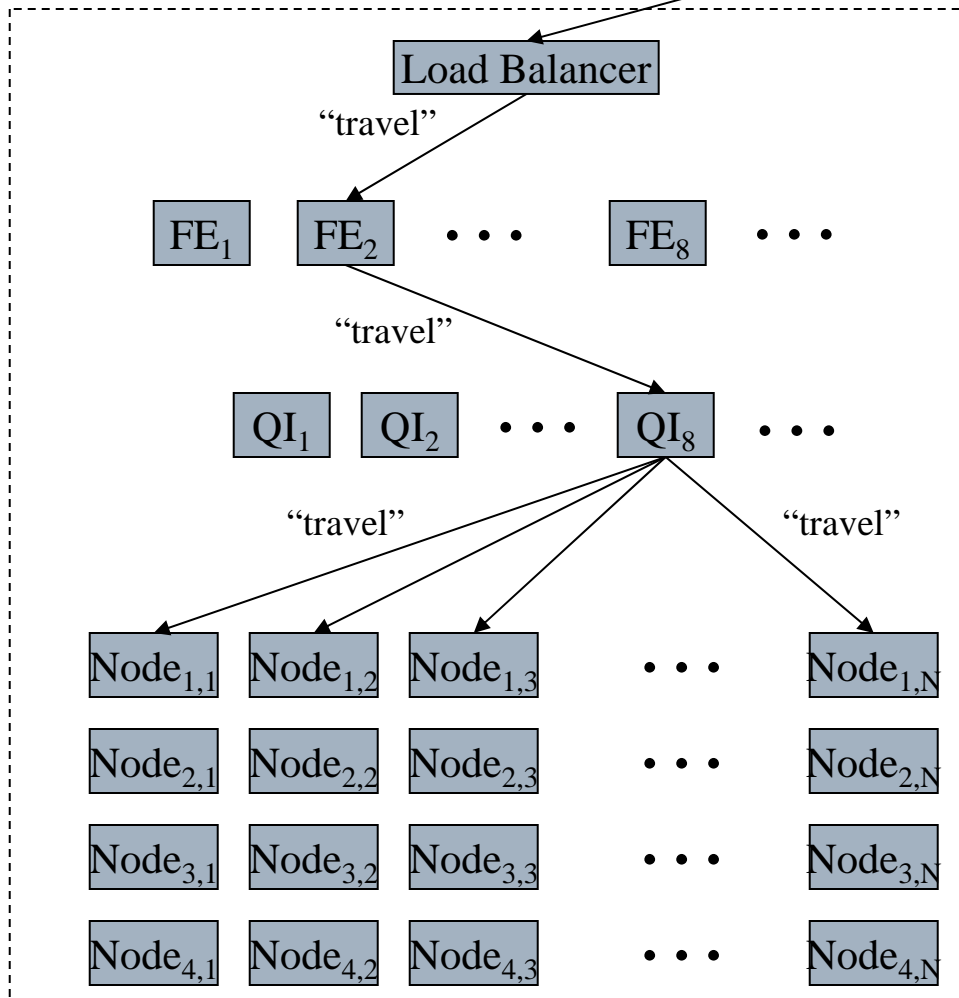 Load Balancer
“travel”
FE₁ FE₂ • • • FE₈ • • •
“travel”
QI₁ QI₂ • • • QI₈ • • •
“travel” “travel”
Node₁,₁ Node₁,₂ Node₁,₃ • • • Node₁,N
Node₂,₁ Node₂,₂ Node₂,₃ • • • Node₂,N
Node₃,₁ Node₃,₂ Node₃,₃ • • • Node₃,N
Node₄,₁ Node₄,₂ Node₄,₃ • • • Node₄,N